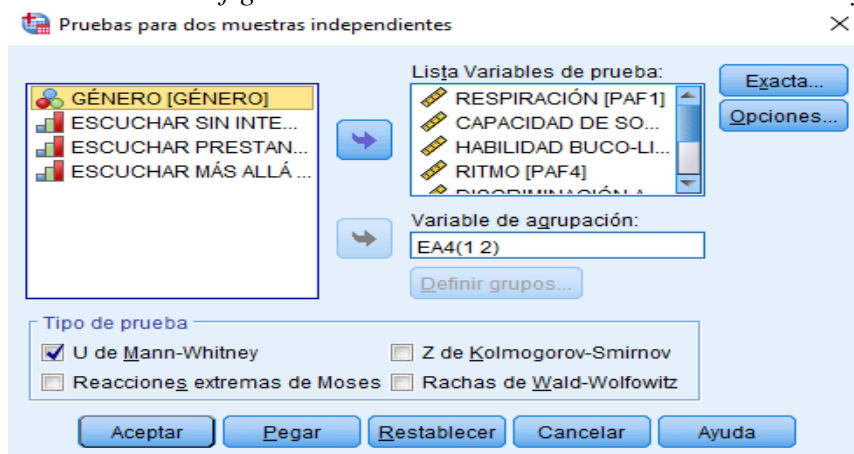 Pruebas para dos muestras independientes
Lista Variables de prueba:
GÉNERO [GÉNERO]
ESCUCHAR SIN INTE...
ESCUCHAR PRESTAN...
ESCUCHAR MÁS ALLÁ ...
RESPIRACIÓN [PAF1]
CAPACIDAD DE SO...
HABILIDAD BUCO-LI...
RITMO [PAF4]
Exacta...
Opciones...
Variable de agrupación:
EA4(1 2)
Definir grupos...
Tipo de prueba
U de Mann-Whitney
Z de Kolmogorov-Smirnov
Reacciones extremas de Moses
Rachas de Wald-Wolfowitz
Aceptar
Pegar
Restablecer
Cancelar
Ayuda